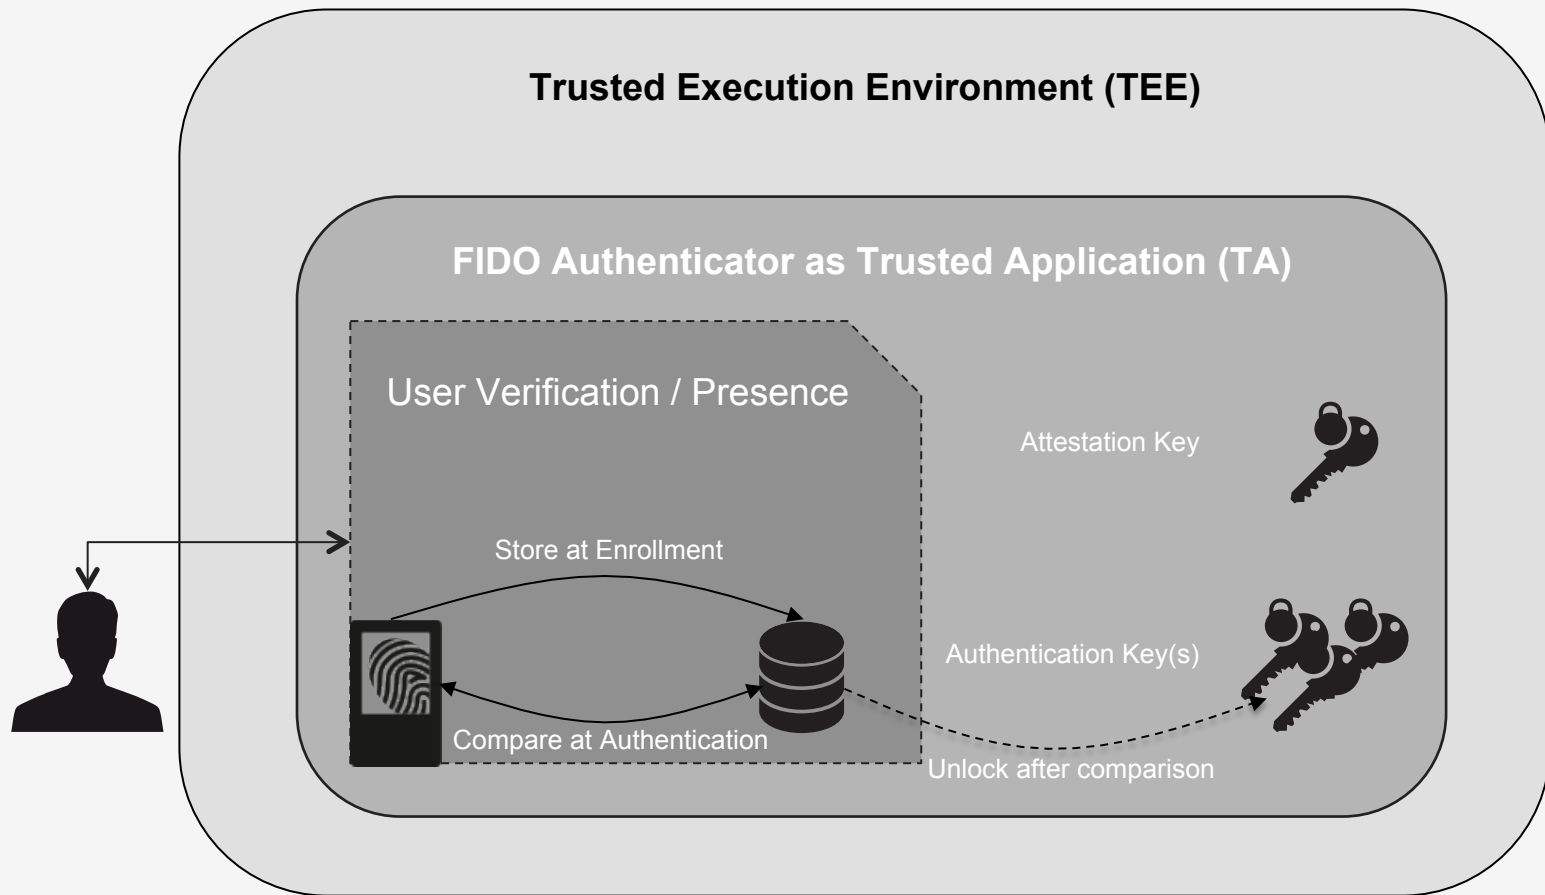 Trusted Execution Environment (TEE)
FIDO Authenticator as Trusted Application (TA)
User Verification / Presence
Attestation Key
Store at Enrollment
Authentication Key(s)
Compare at Authentication
Unlock after comparison